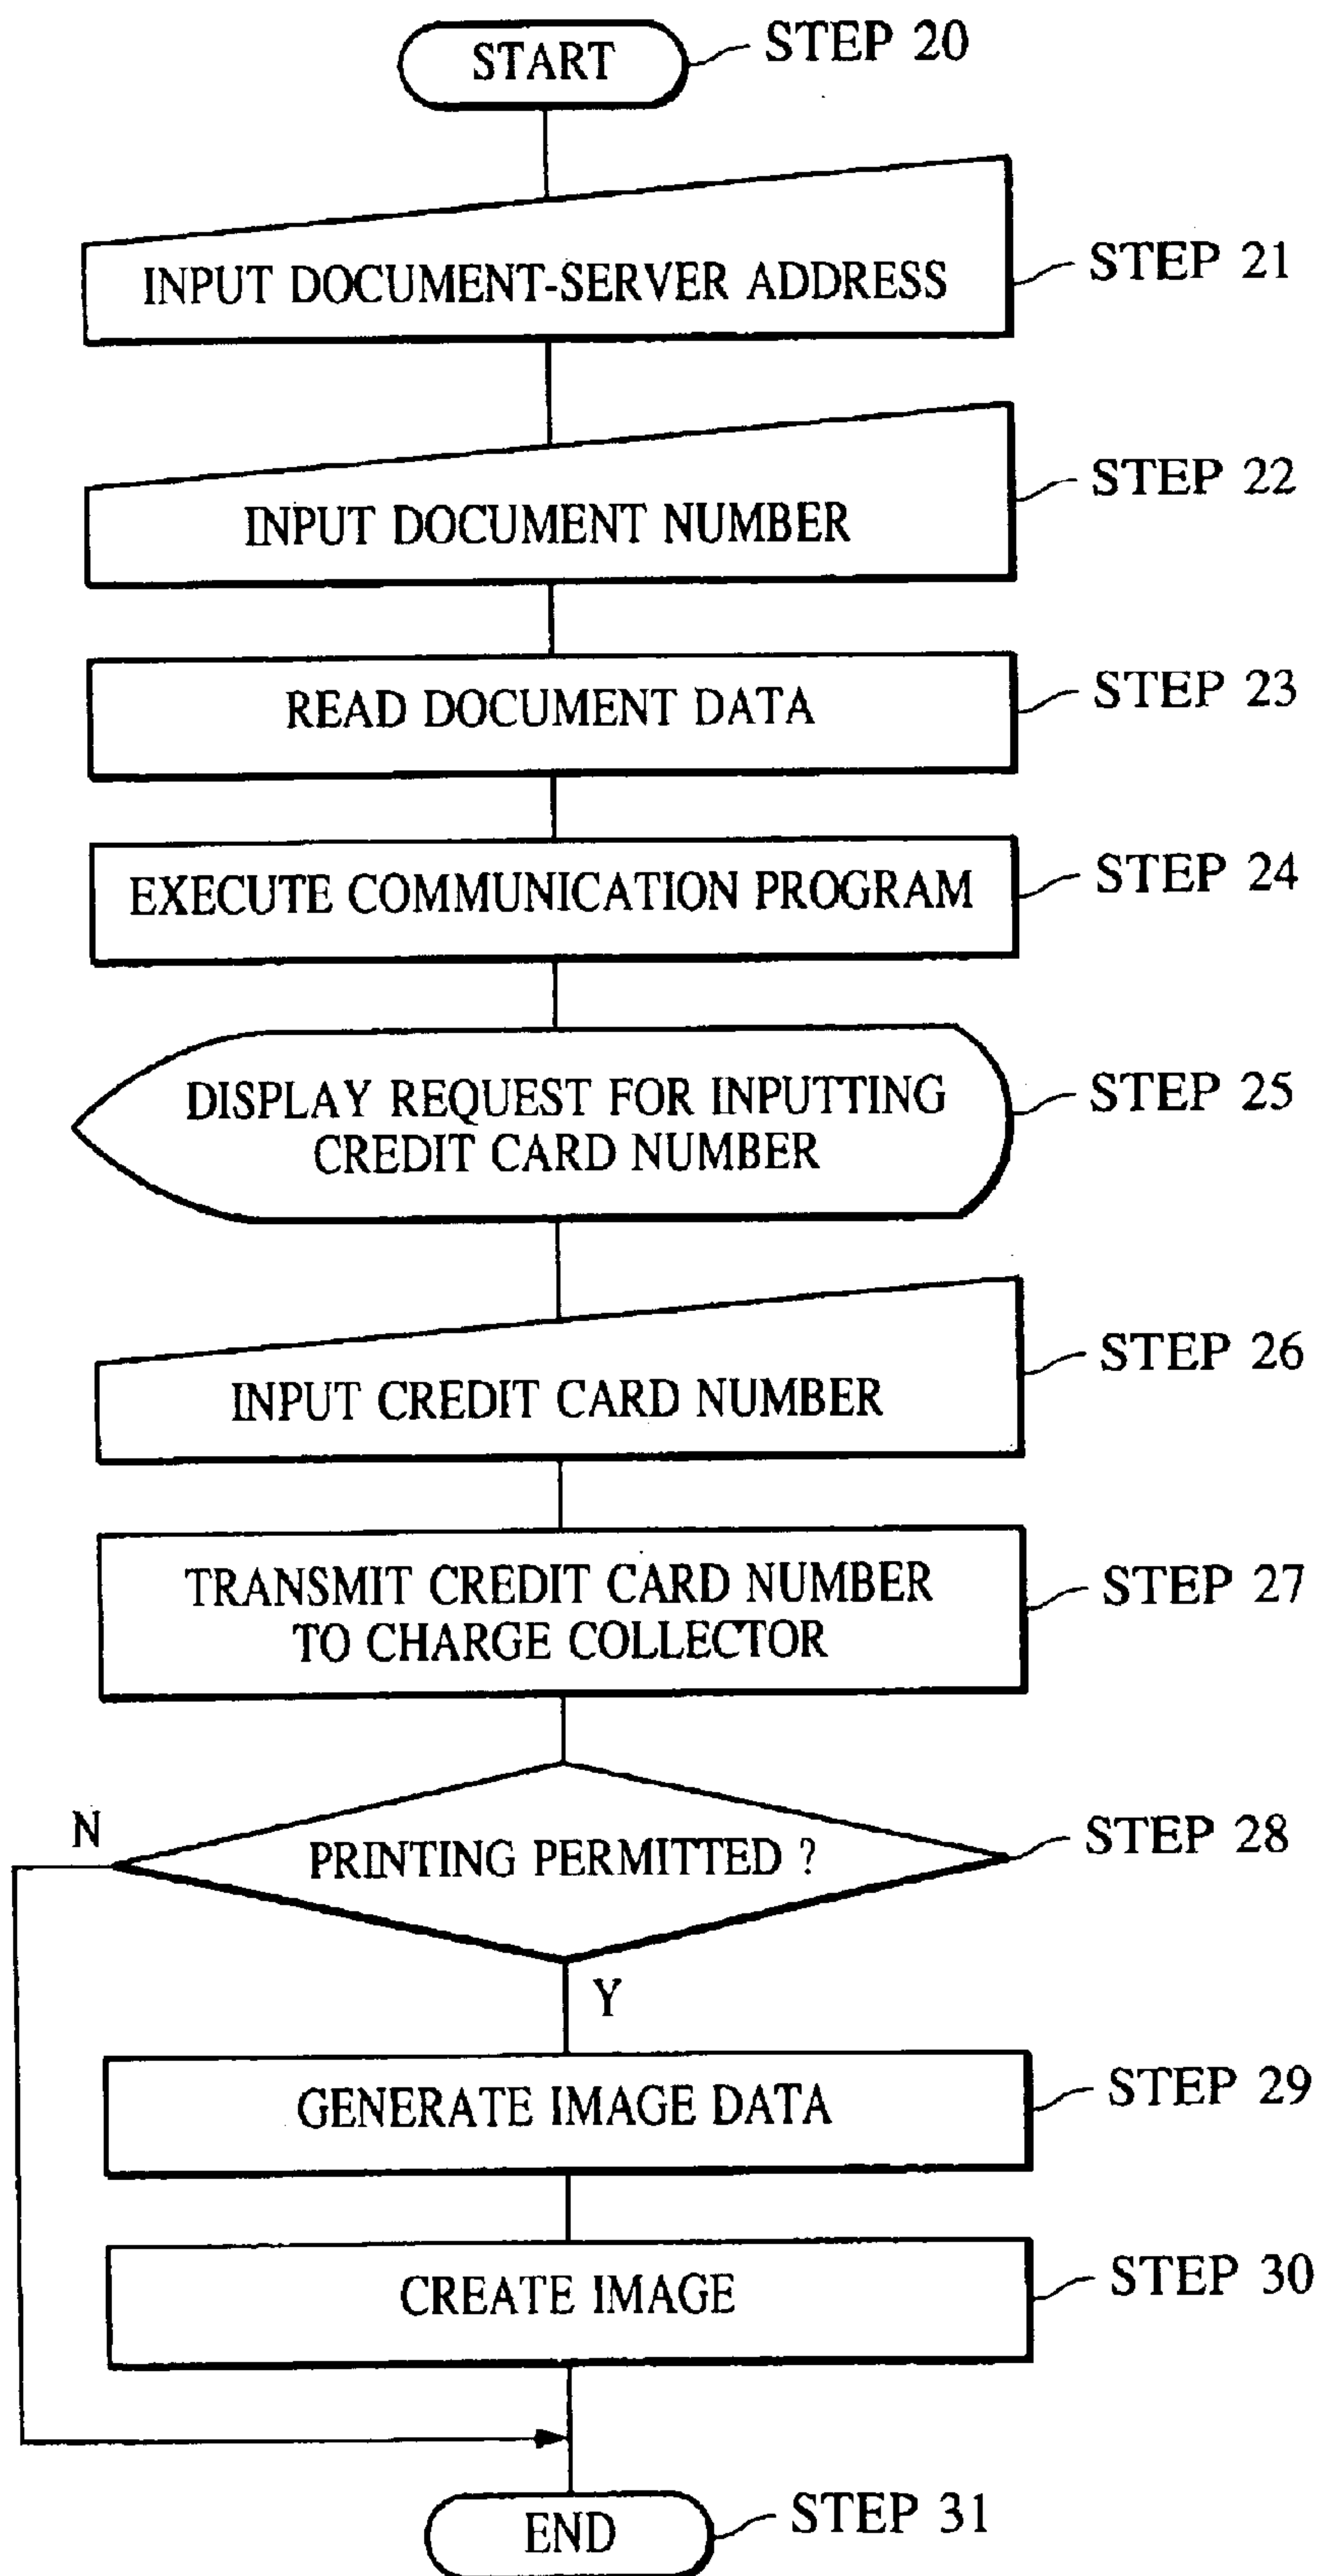 START
STEP 20
INPUT DOCUMENT-SERVER ADDRESS
STEP 21
INPUT DOCUMENT NUMBER
STEP 22
READ DOCUMENT DATA
STEP 23
EXECUTE COMMUNICATION PROGRAM
STEP 24
DISPLAY REQUEST FOR INPUTTING
CREDIT CARD NUMBER
STEP 25
INPUT CREDIT CARD NUMBER
STEP 26
TRANSMIT CREDIT CARD NUMBER
TO CHARGE COLLECTOR
STEP 27
N
PRINTING PERMITTED ?
STEP 28
Y
GENERATE IMAGE DATA
STEP 29
CREATE IMAGE
STEP 30
END
STEP 31